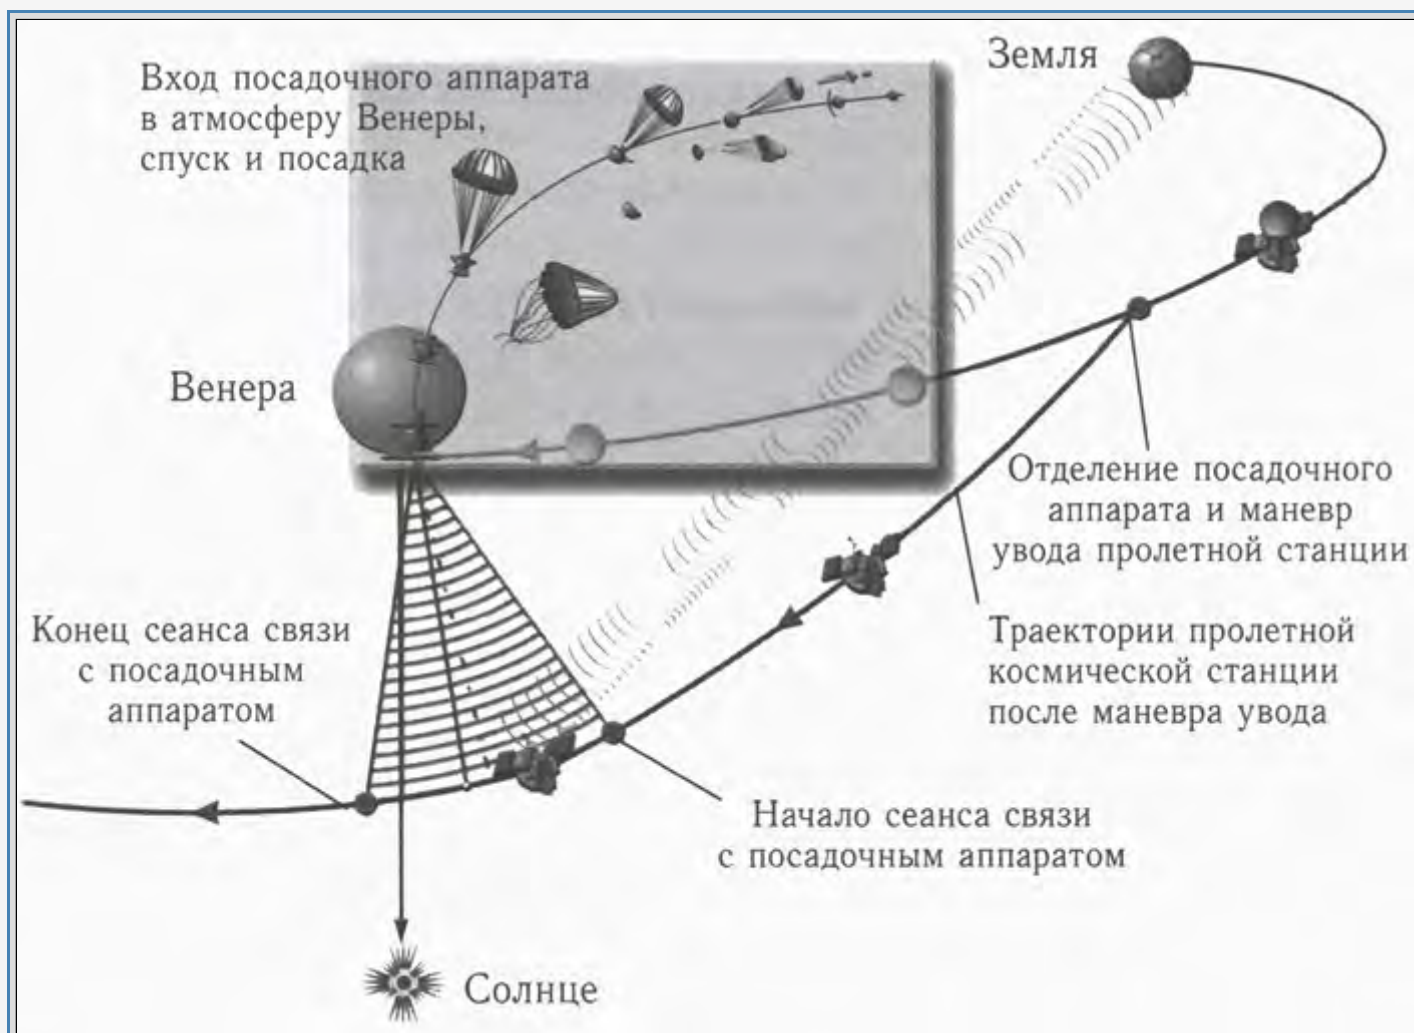 Вход посадочного аппарата
в атмосферу Венеры,
спуск и посадка
Земля
Венера
Отделение посадочного
аппарата и маневр
увода пролетной станции
Траектории пролетной
космической станции
после маневра увода
Конец сеанса связи
с посадочным
аппаратом
Начало сеанса связи
с посадочным аппаратом
Солнце